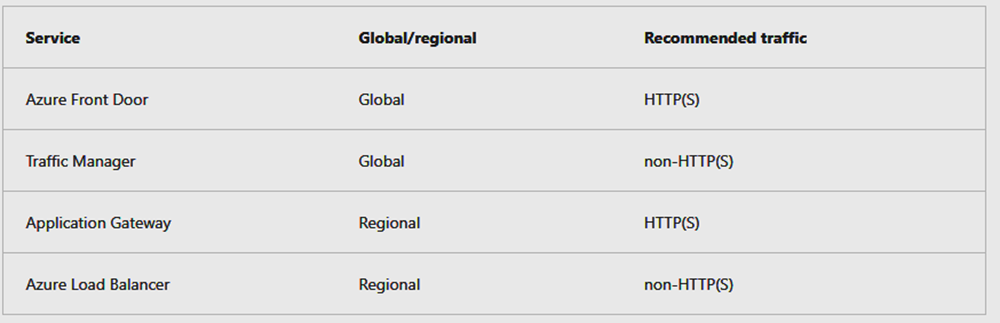 Service Global/regional Recommended traffic
Azure Front Door Global HTTP(S)
Traffic Manager Global non-HTTP(S)
Application Gateway Regional HTTP(S)
Azure Load Balancer Regional non-HTTP(S)